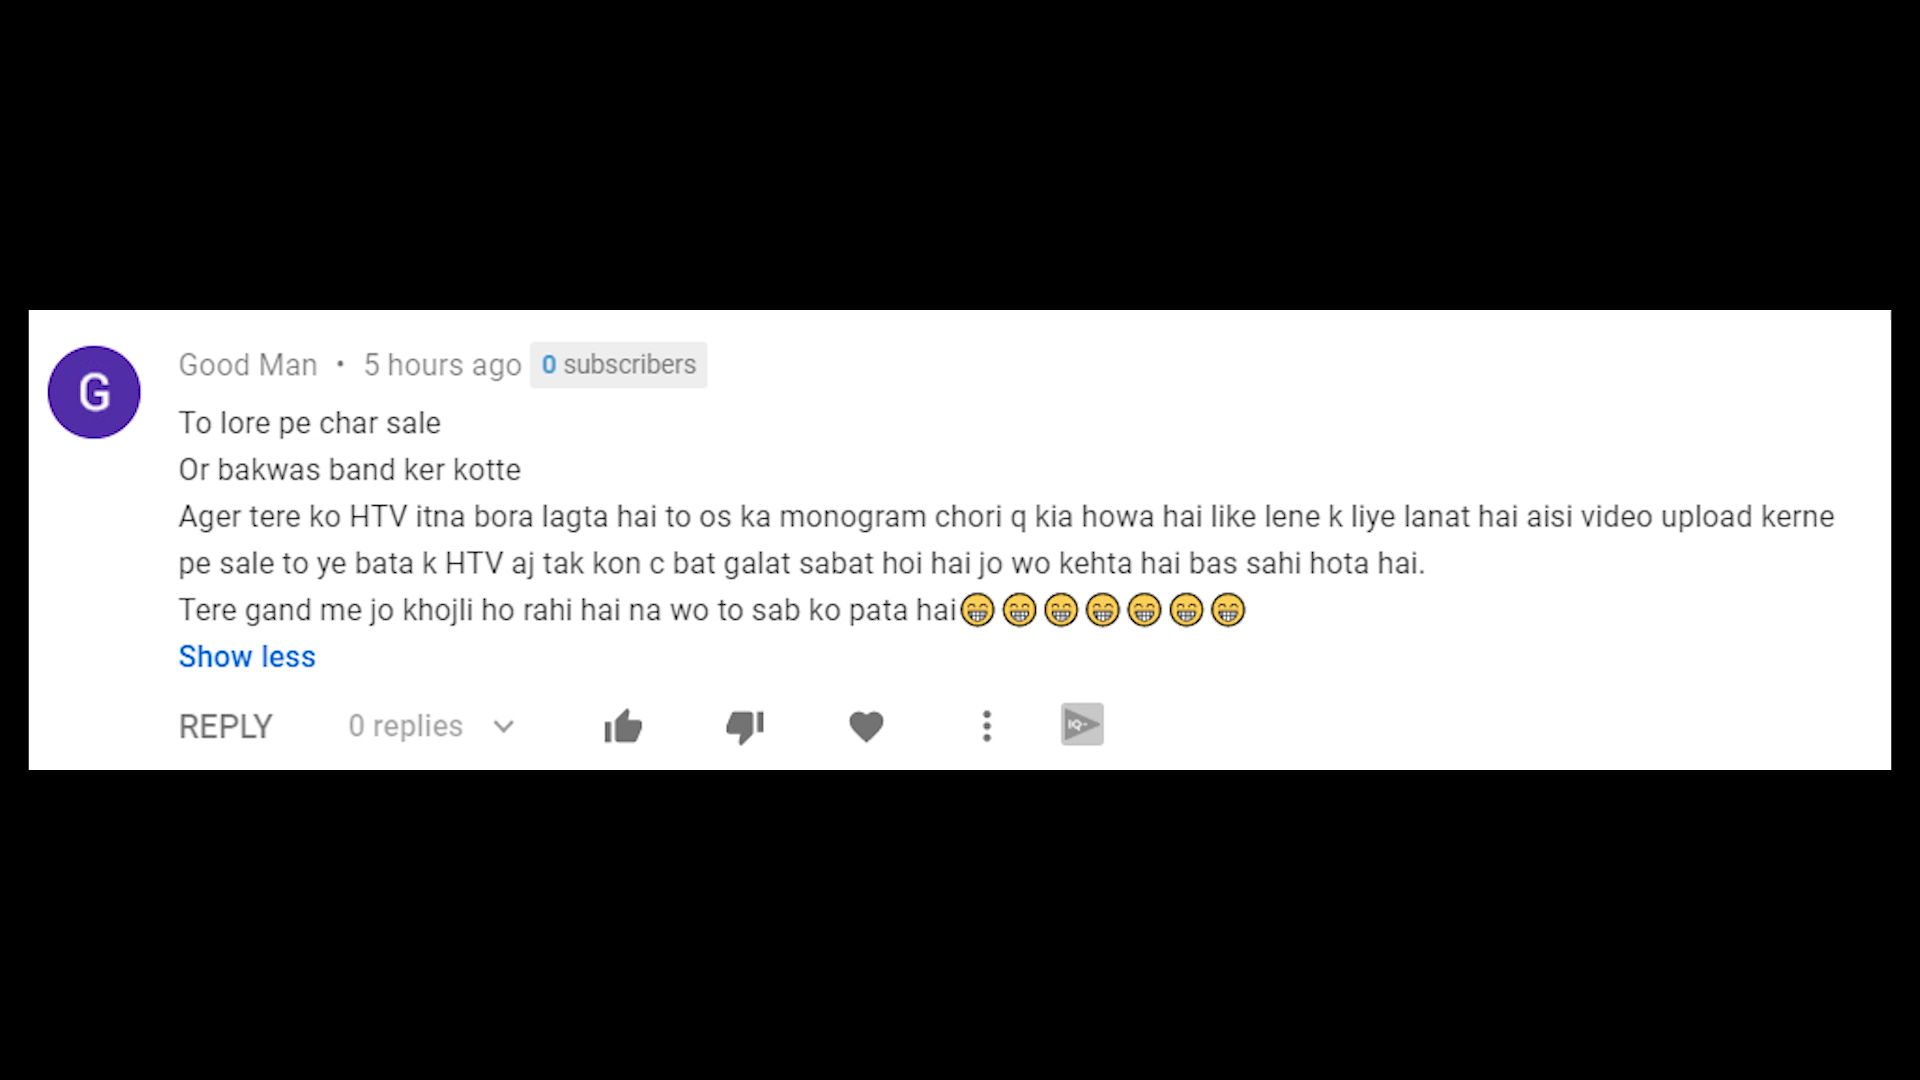 G
Good Man • 5 hours ago 0 subscribers
To lore pe char sale
Or bakwas band ker kotte
Ager tere ko HTV itna bora lagta hai to os ka monogram chori q kia howa hai like lene k liye lanat hai aisi video upload kerne
pe sale to ye bata k HTV aj tak kon c bat galat sabat hoi hai jo wo kehta hai bas sahi hota hai.
Tere gand me jo khojli ho rahi hai na wo to sab ko pata hai😁😁😁😁😁😁😁
Show less
REPLY 0 replies IQ